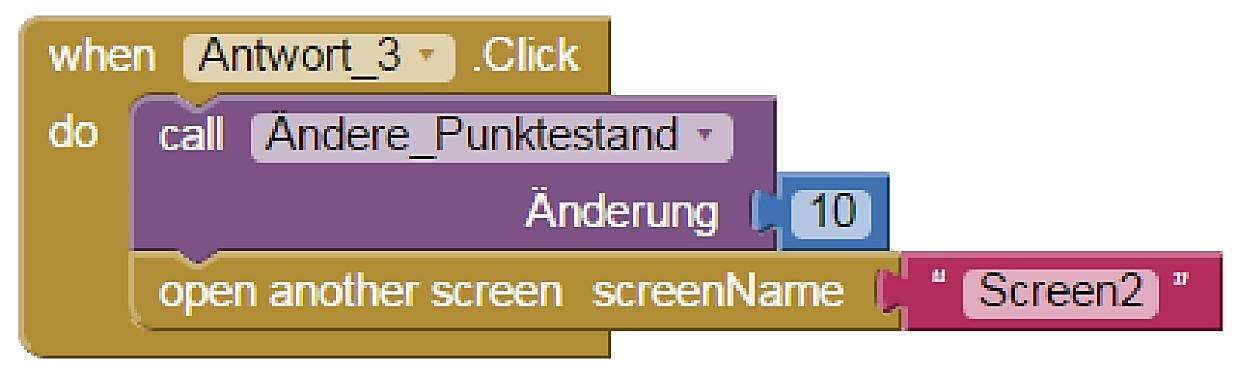 when Antwort_3 .Click
do call Ändere_Punktestand
Änderung 10
open another screen screenName " Screen2 "